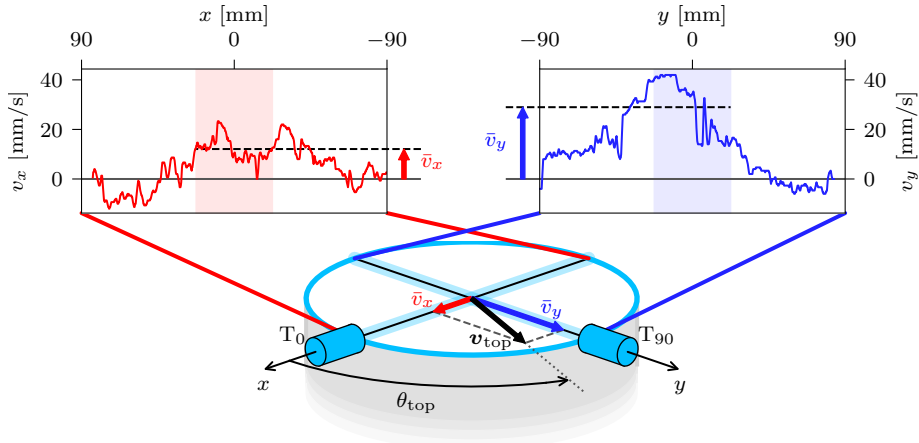 x [mm]
90 0 −90
v_x [mm/s]
40
20
0
v̄_x
y [mm]
−90 0 90
v_y [mm/s]
40
20
0
v̄_y
v̄_x
v̄_y
T_0
v_top
T_90
x
y
θ_top